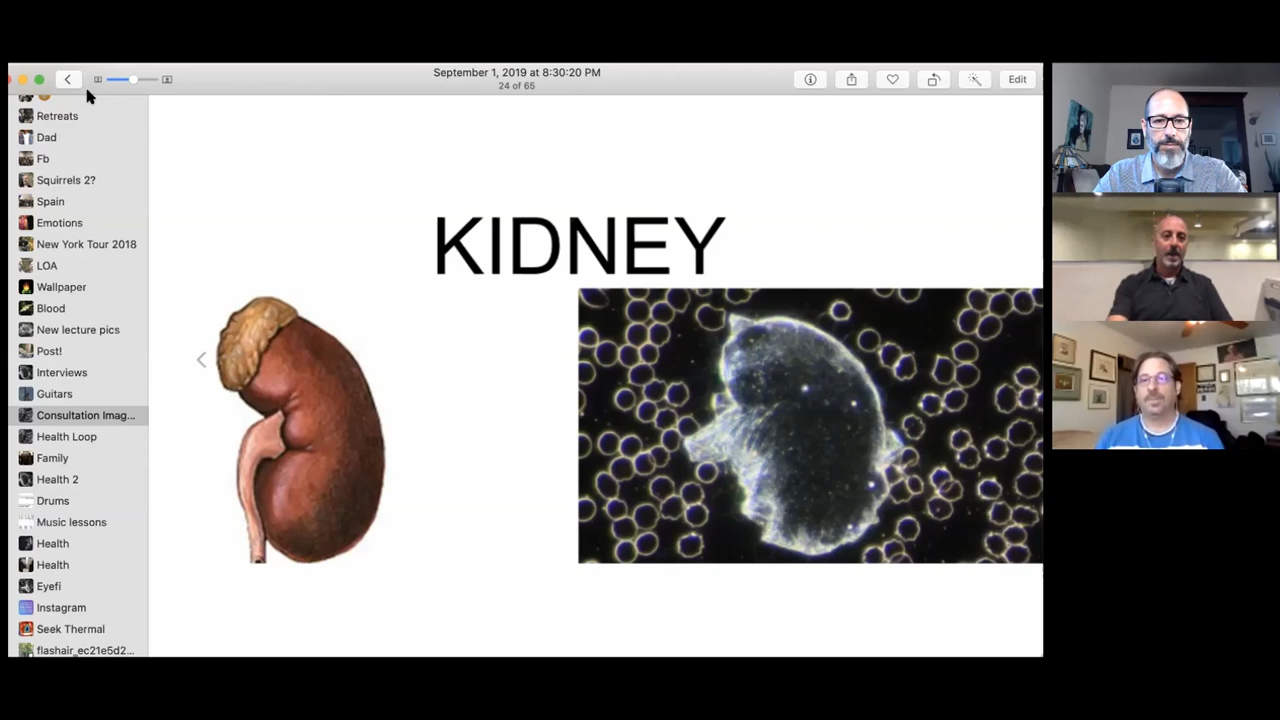 September 1, 2019 at 8:30:20 PM
24 of 65
Edit
Retreats
Dad
Fb
Squirrels 2?
Spain
Emotions
New York Tour 2018
LOA
Wallpaper
Blood
New lecture pics
Post!
Interviews
Guitars
Consultation Imag...
Health Loop
Family
Health 2
Drums
Music lessons
Health
Health
Eyefi
Instagram
Seek Thermal
flashair_ec21e5d2...
KIDNEY